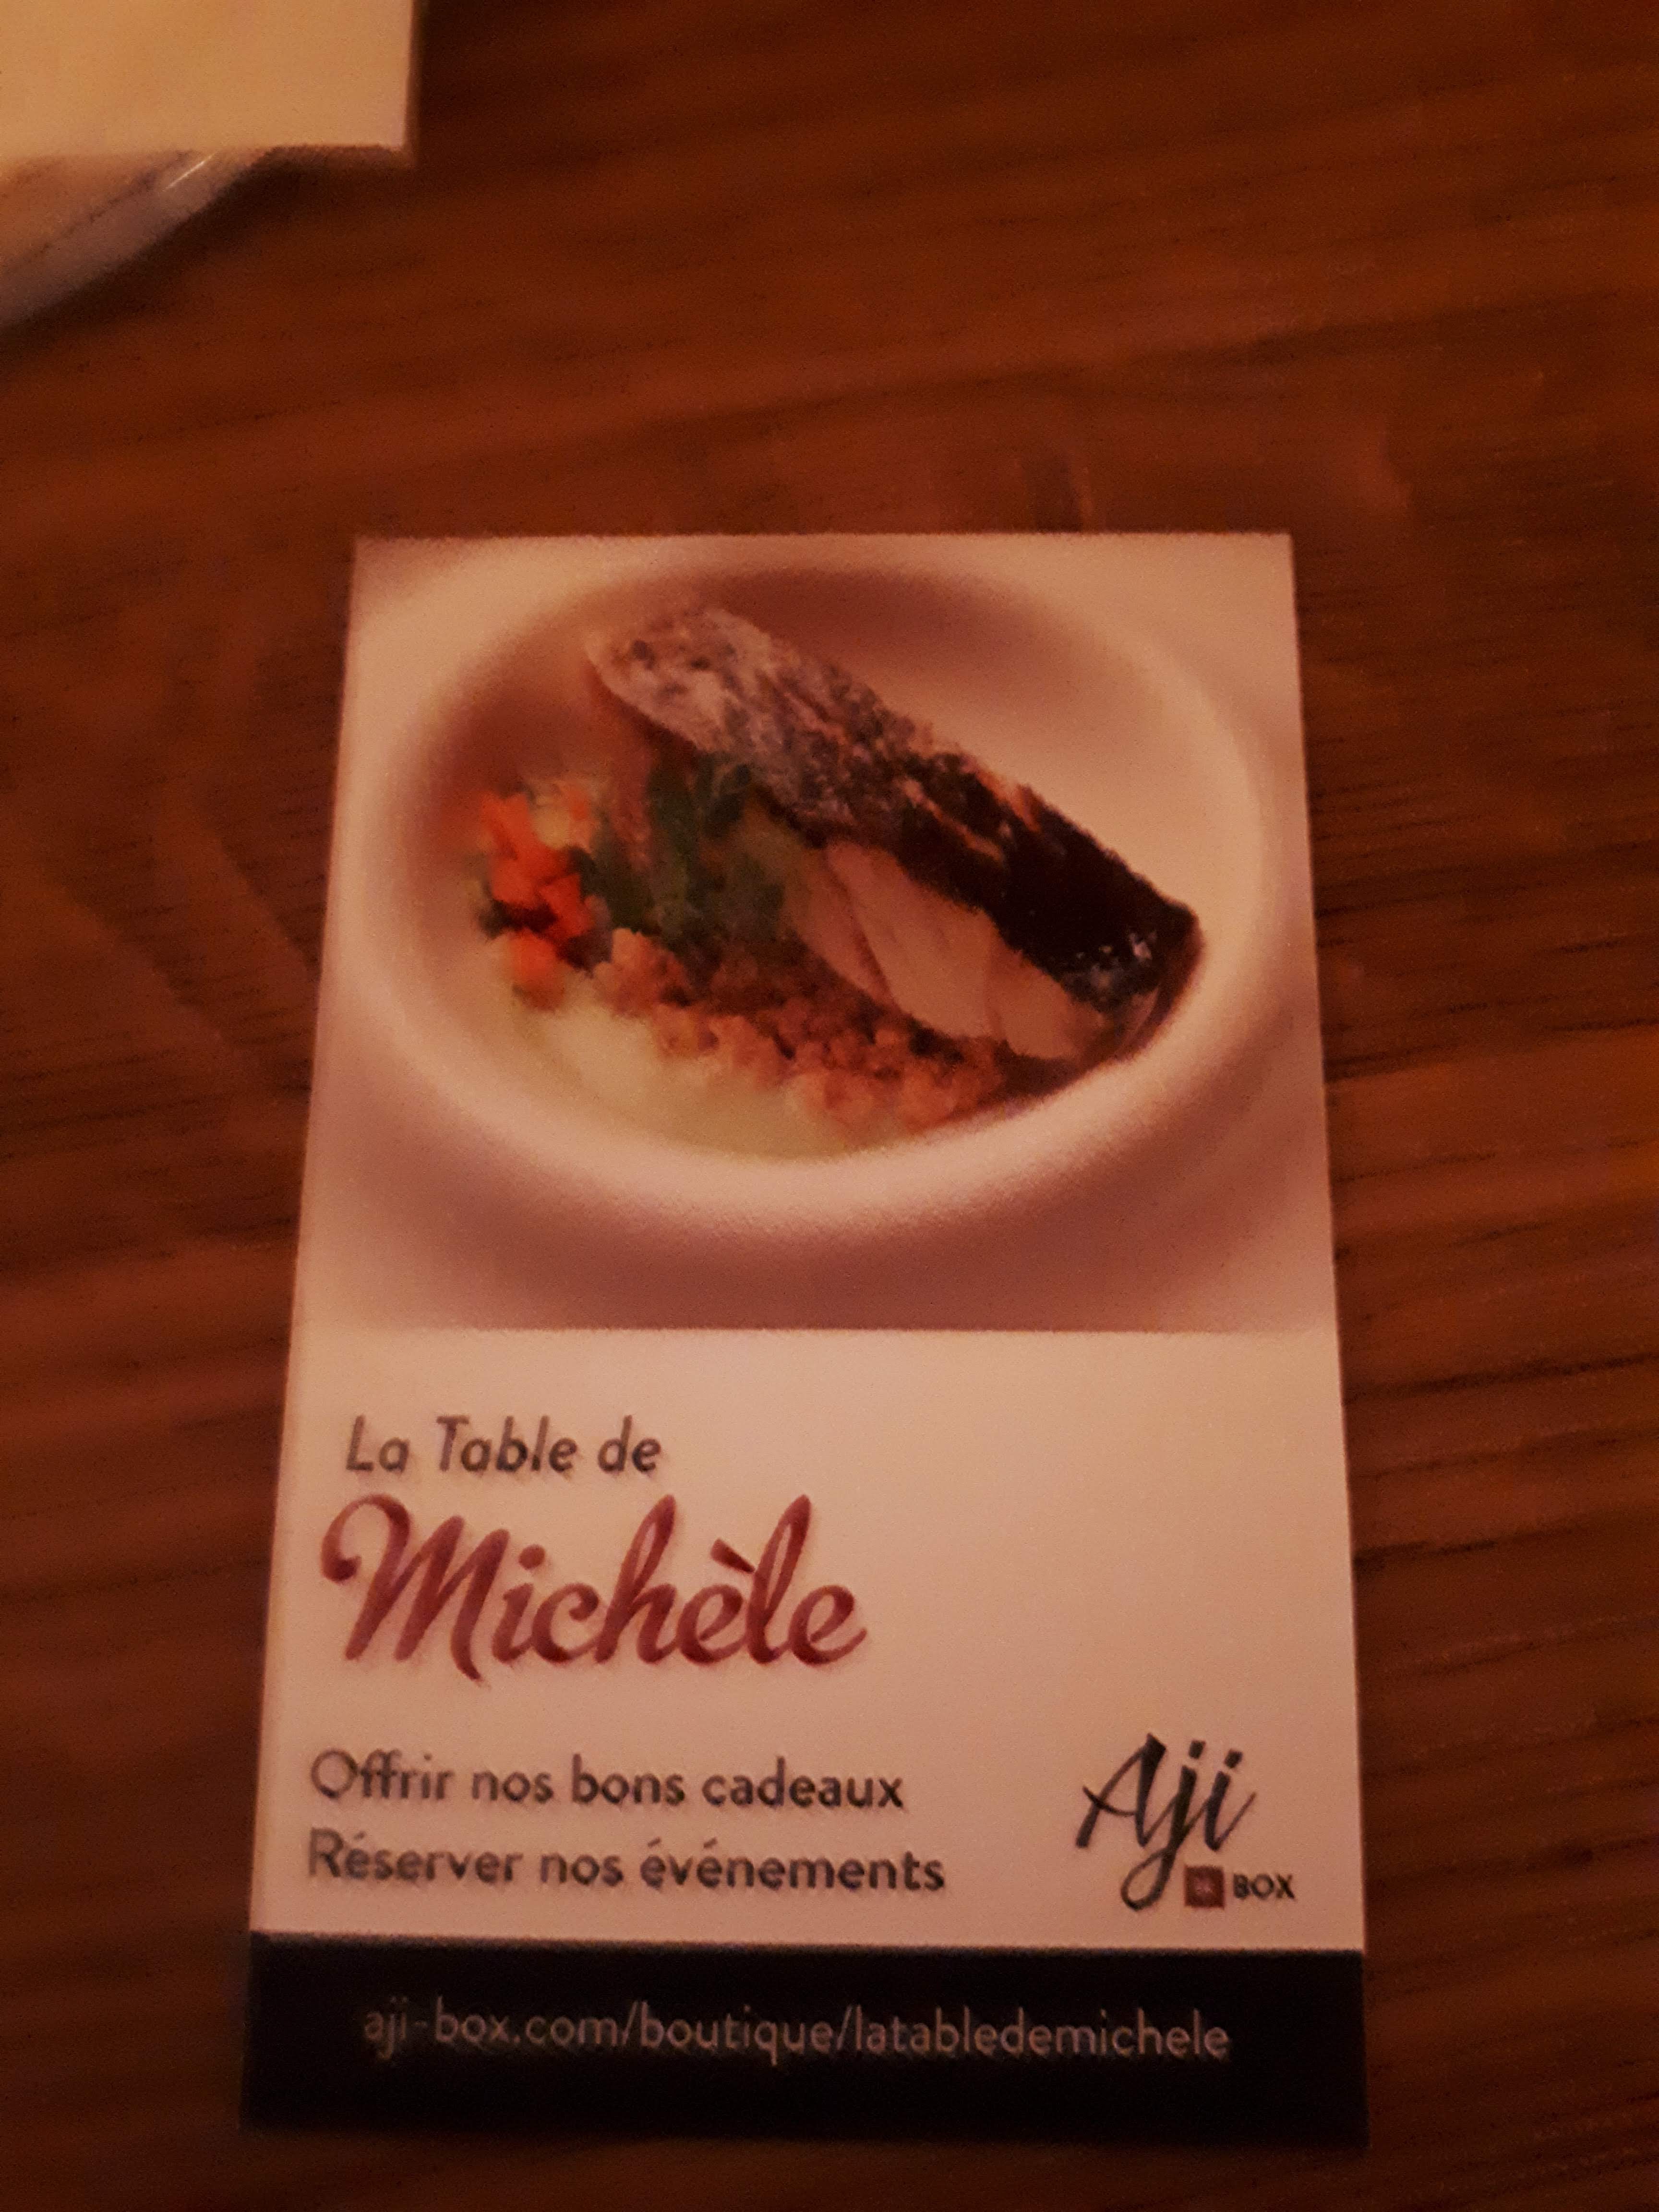 La Table de
Michèle
Offrir nos bons cadeaux
Réserver nos événements
Aji
BOX
aji-box.com/boutique/latabledemichele